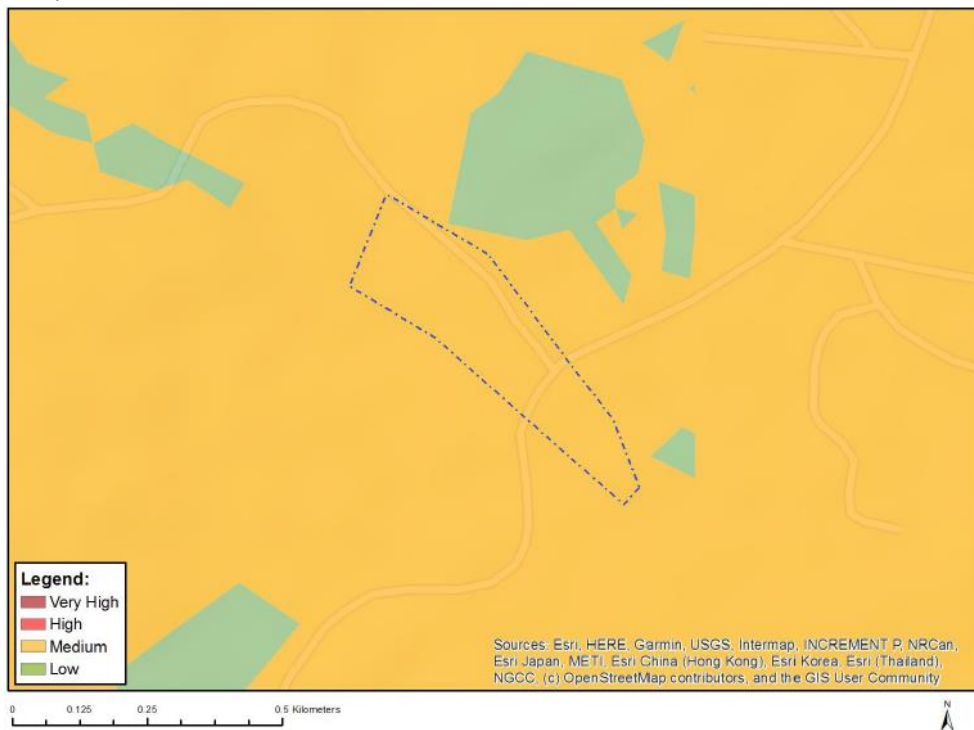 Legend:
Very High
High
Medium
Low
Sources: Esri, HERE, Garmin, USGS, Intermap, INCREMENT P, NRCan,
Esri Japan, METI, Esri China (Hong Kong), Esri Korea, Esri (Thailand),
NGCC, (c) OpenStreetMap contributors, and the GIS User Community
0 0.125 0.25 0.5 Kilometers
N